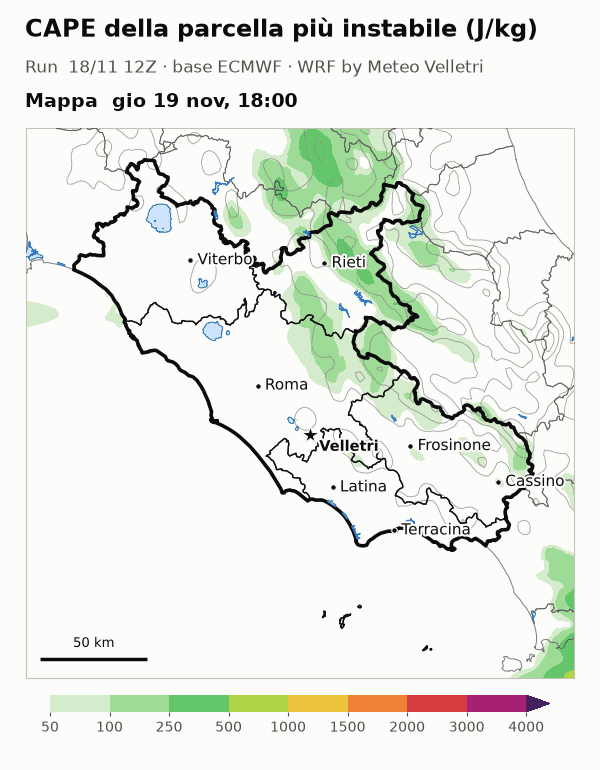 CAPE della parcella più instabile (J/kg)
Run  18/11 12Z · base ECMWF · WRF by Meteo Velletri
Mappa  gio 19 nov, 18:00
Viterbo
Rieti
Roma
Velletri
Frosinone
Cassino
Latina
Terracina
50 km
50 100 250 500 1000 1500 2000 3000 4000